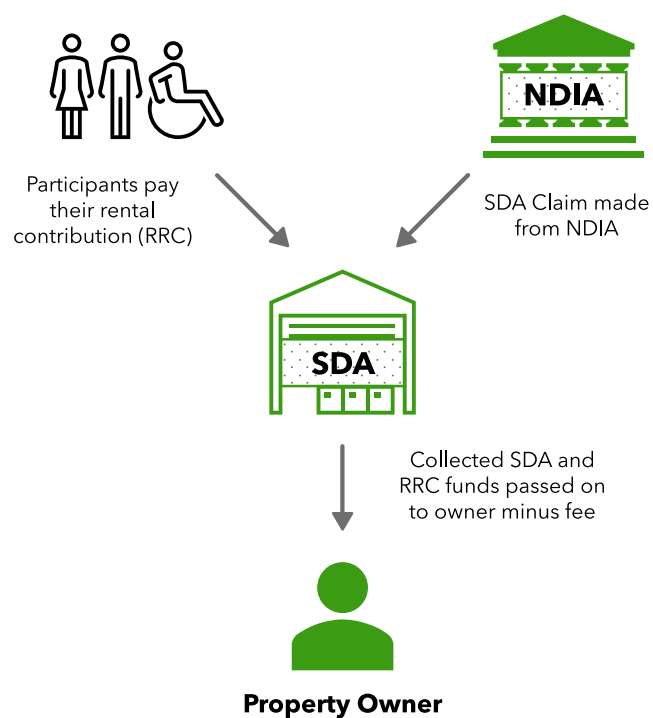 NDIA
Participants pay
their rental
contribution (RRC)
SDA Claim made
from NDIA
SDA
Collected SDA and
RRC funds passed on
to owner minus fee
Property Owner